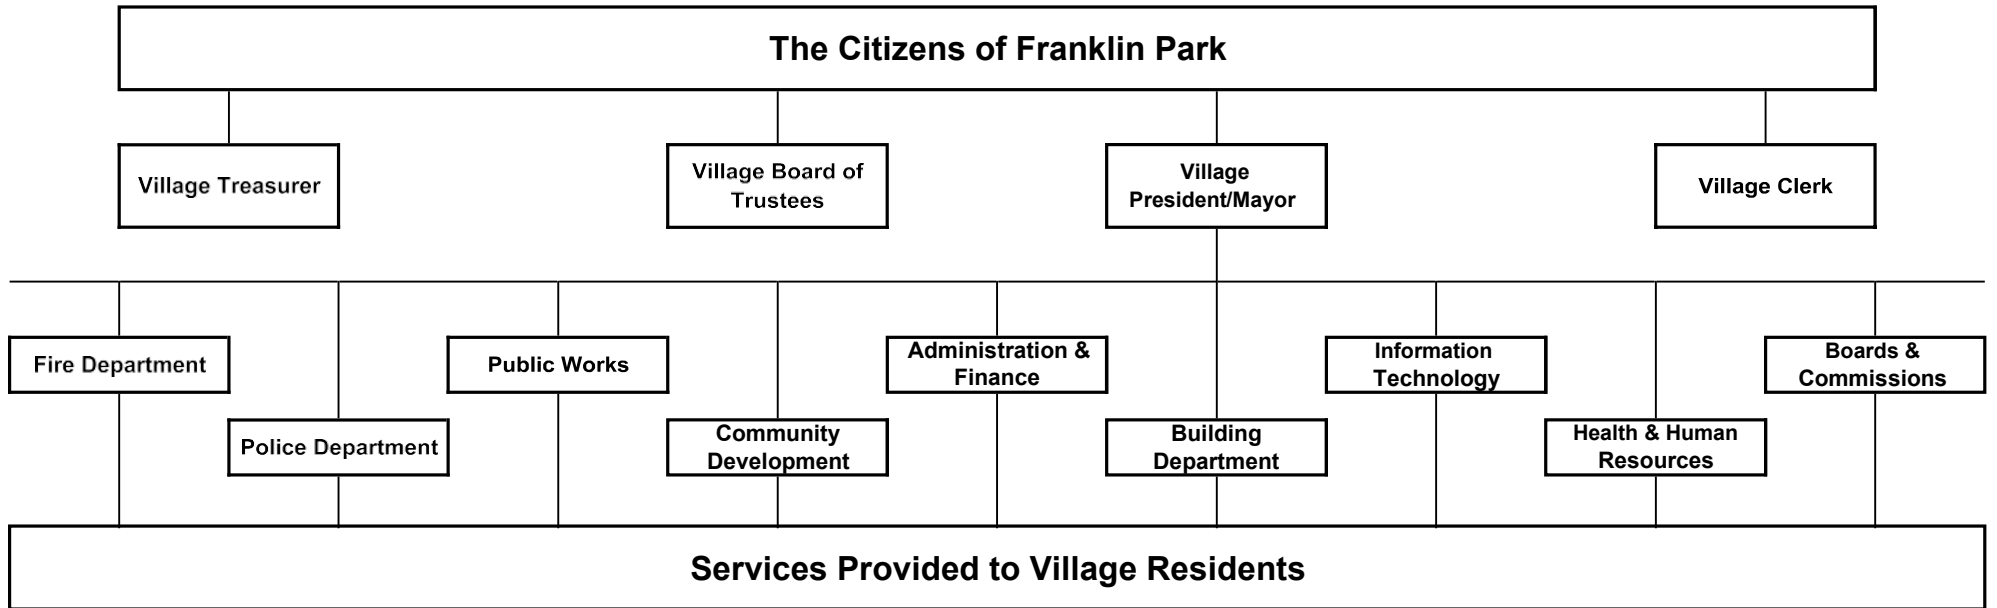 The Citizens of Franklin Park
Village Treasurer
Village Board of
Trustees
Village
President/Mayor
Village Clerk
Fire Department
Public Works
Administration &
Finance
Information
Technology
Boards &
Commissions
Police Department
Community
Development
Building
Department
Health & Human
Resources
Services Provided to Village Residents